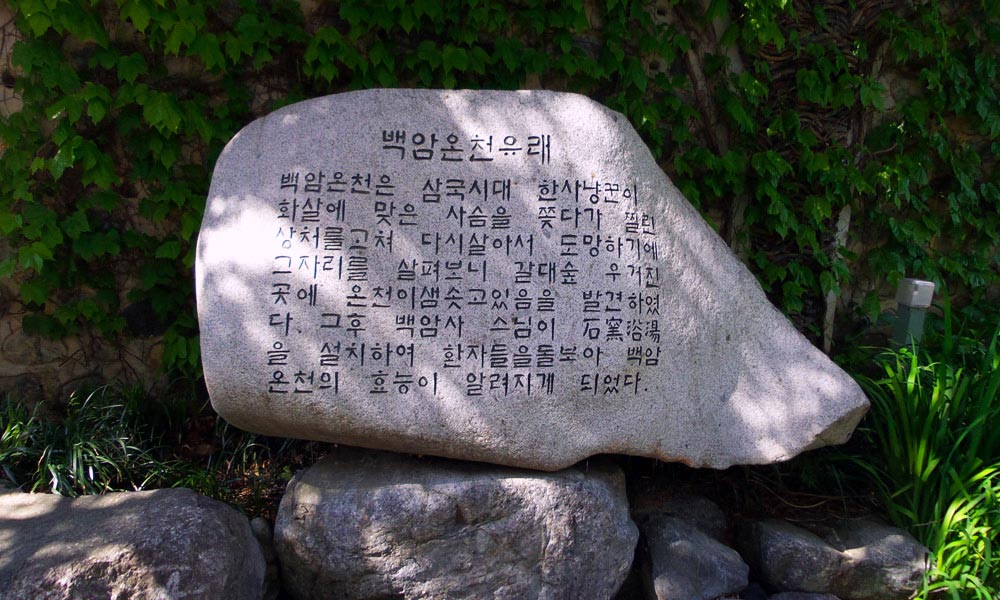 백암온천유래
백암온천은 삼국시대 한사냥꾼이
화살에 맞은 사슴을 쫓다가 찔린
상처를고쳐 다시살아서 도망하기에
그자리를 살펴보니 갈대숲 우거진
곳에 온천이샘솟고있음을 발견하였
다. 그후 백암사 스님이 石窯浴湯
을 설치하여 환자들을돌보아 백암
온천의 효능이 알려지게 되었다.